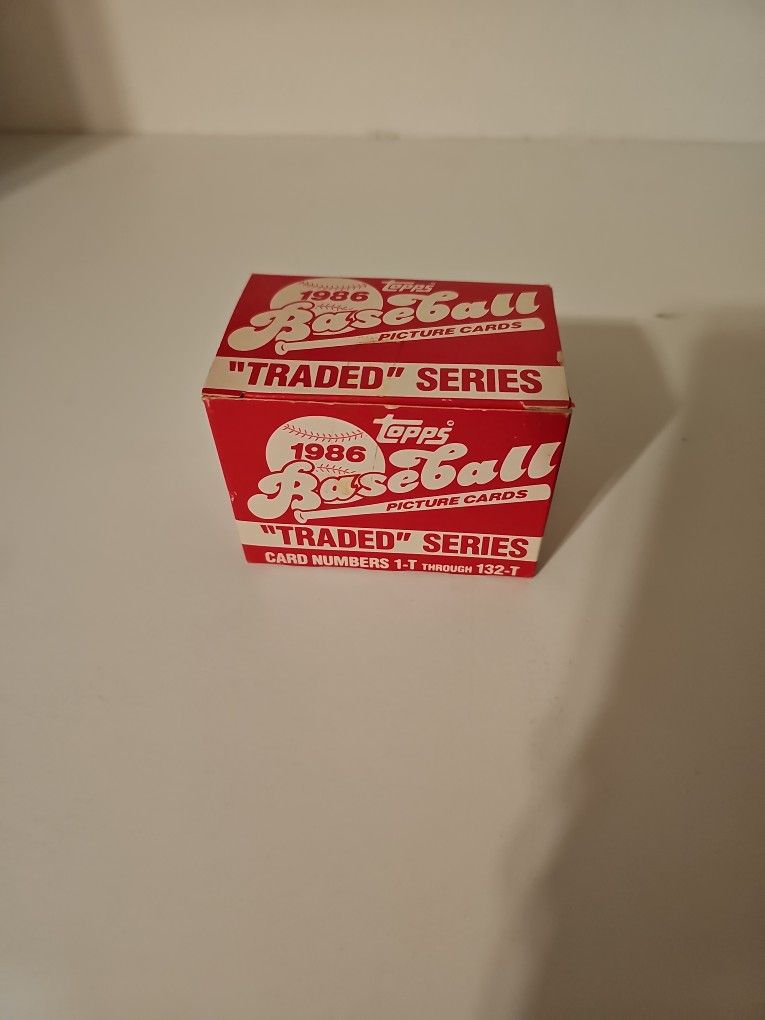 1986 Topps
Baseball
PICTURE CARDS
"TRADED" SERIES
Topps
1986
Baseball
PICTURE CARDS
"TRADED" SERIES
CARD NUMBERS 1-T THROUGH 132-T